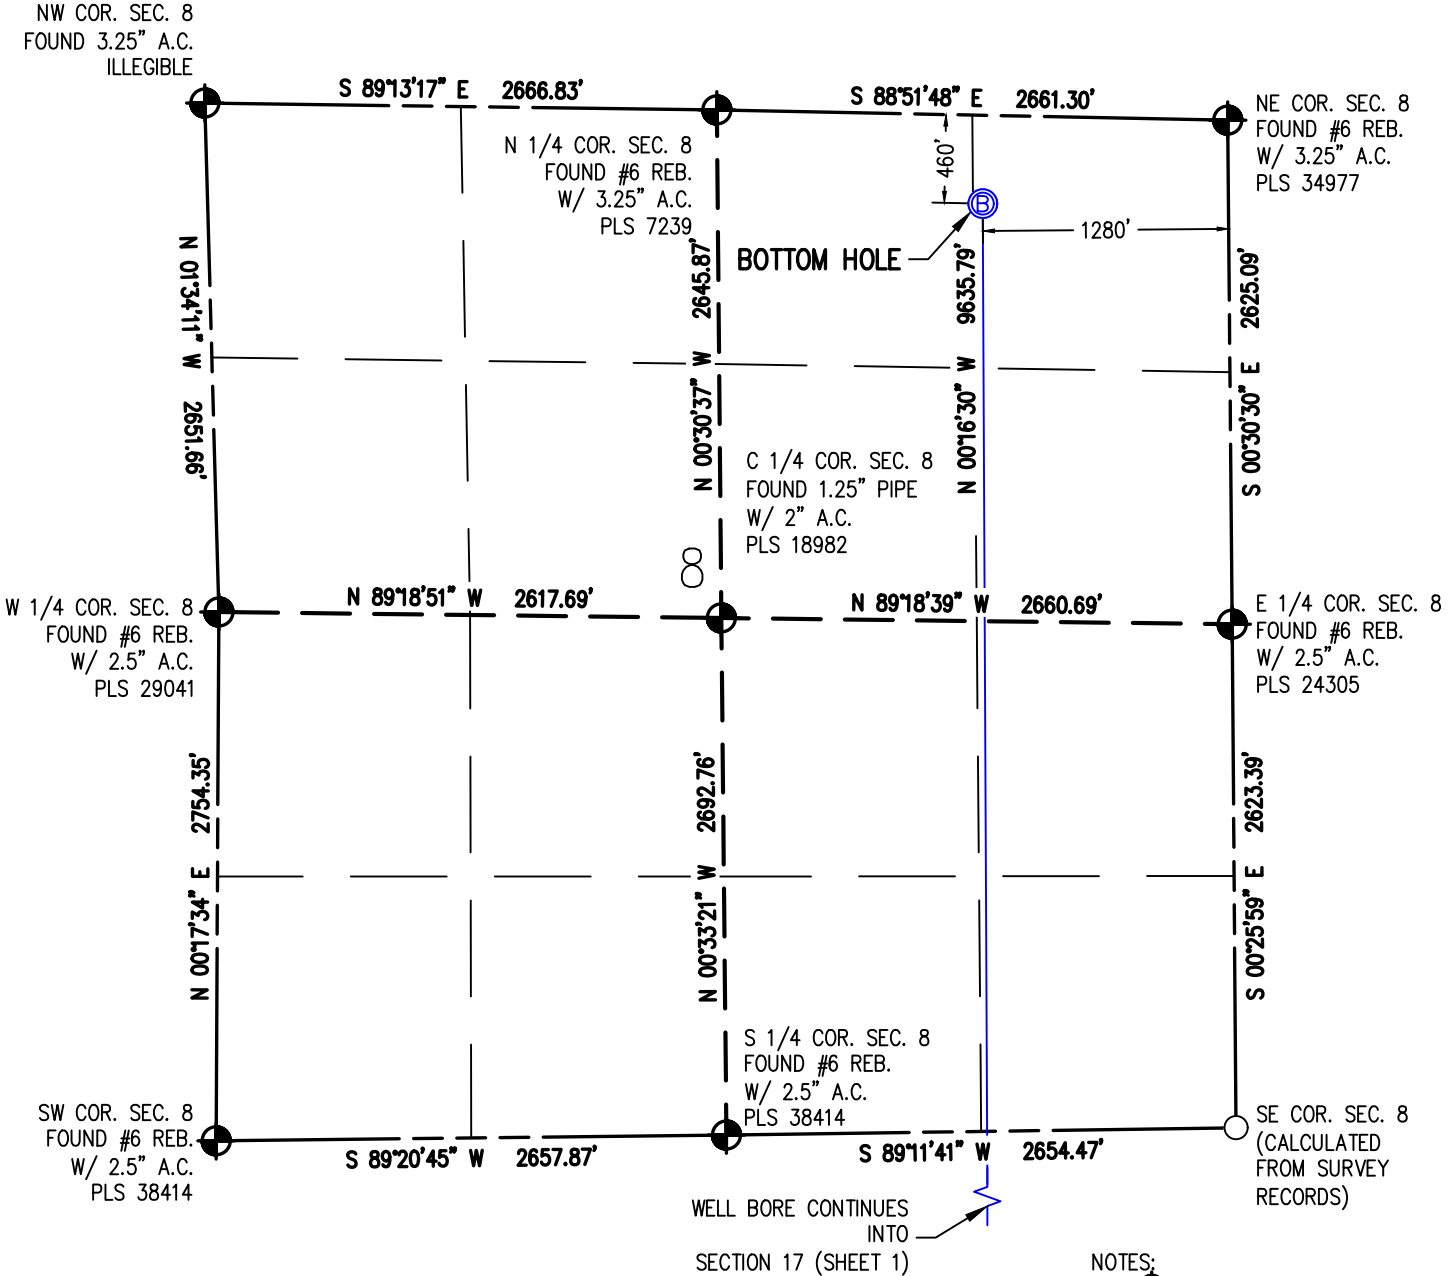 NW COR. SEC. 8
FOUND 3.25" A.C.
ILLEGIBLE
S 89°13'17" E 2666.83'
S 88°51'48" E 2661.30'
NE COR. SEC. 8
FOUND #6 REB.
W/ 3.25" A.C.
PLS 34977
N 1/4 COR. SEC. 8
FOUND #6 REB.
W/ 3.25" A.C.
PLS 7239
460'
B
1280'
BOTTOM HOLE
N 01°34'11" W 2651.66'
N 00°30'37" W 2645.87'
N 00°16'30" W 9635.79'
S 00°30'30" E 2625.09'
C 1/4 COR. SEC. 8
FOUND 1.25" PIPE
W/ 2" A.C.
PLS 18982
8
W 1/4 COR. SEC. 8
FOUND #6 REB.
W/ 2.5" A.C.
PLS 29041
N 89°18'51" W 2617.69'
N 89°18'39" W 2660.69'
E 1/4 COR. SEC. 8
FOUND #6 REB.
W/ 2.5" A.C.
PLS 24305
N 00°17'34" E 2754.35'
N 00°33'21" W 2692.76'
S 00°25'59" E 2623.39'
S 1/4 COR. SEC. 8
FOUND #6 REB.
W/ 2.5" A.C.
PLS 38414
SW COR. SEC. 8
FOUND #6 REB.
W/ 2.5" A.C.
PLS 38414
S 89°20'45" W 2657.87'
S 89°11'41" W 2654.47'
SE COR. SEC. 8
(CALCULATED
FROM SURVEY
RECORDS)
WELL BORE CONTINUES
INTO
SECTION 17 (SHEET 1)
NOTES: